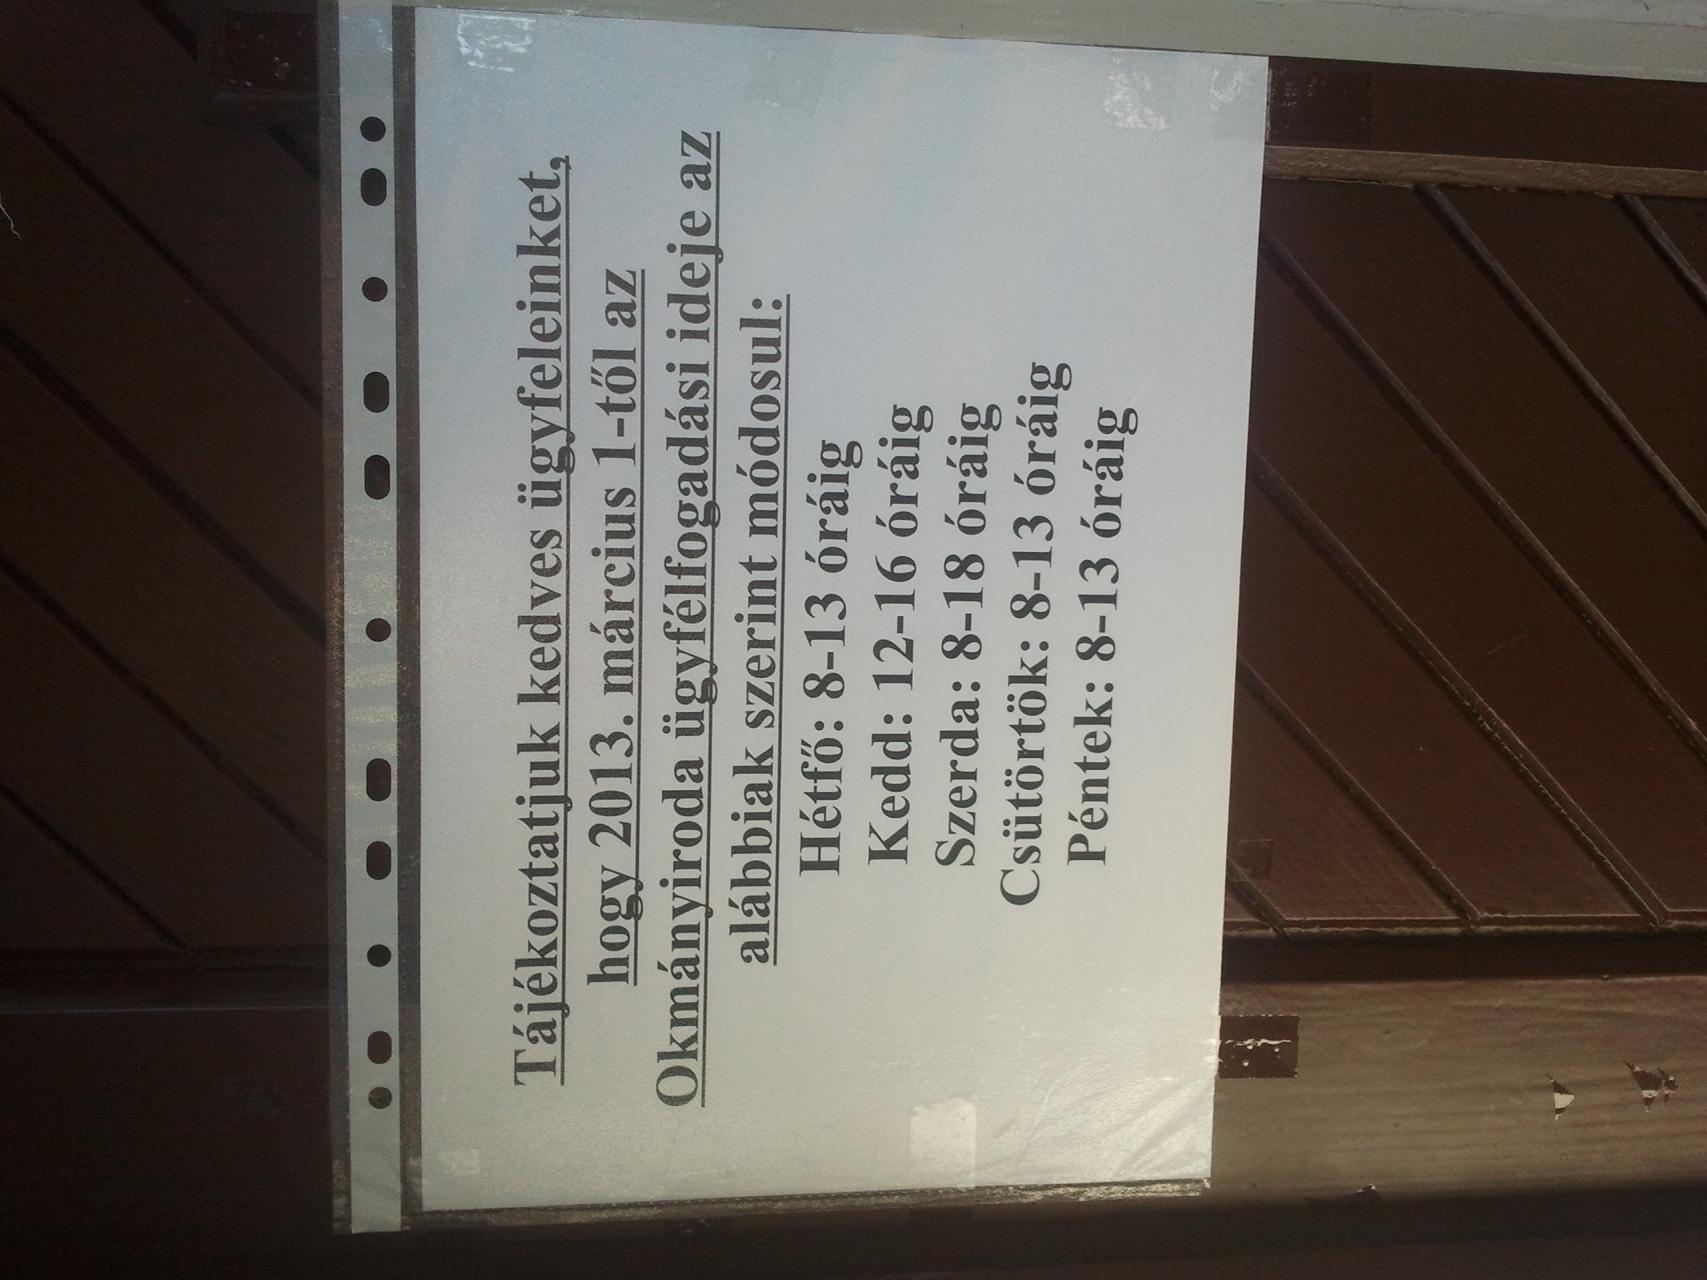 Tájékoztatjuk kedves ügyfeleinket,
hogy 2013. március 1-től az
Okmányiroda ügyfélfogadási ideje az
alábbiak szerint módosul:
Hétfő: 8-13 óráig
Kedd: 12-16 óráig
Szerda: 8-18 óráig
Csütörtök: 8-13 óráig
Péntek: 8-13 óráig